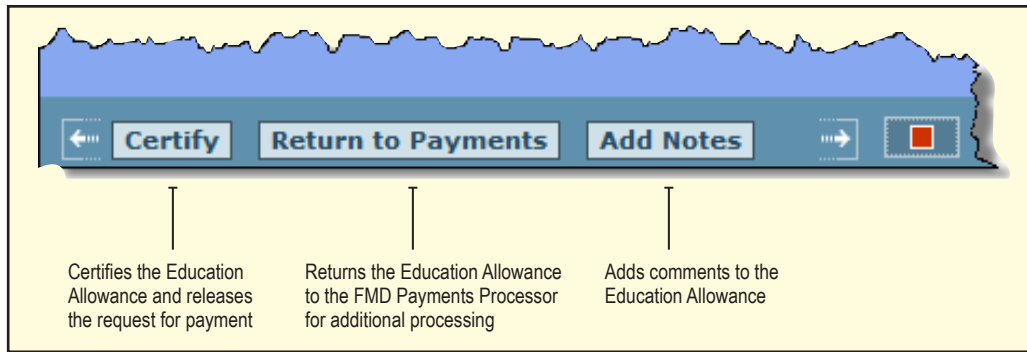 Certify Return to Payments Add Notes
Certifies the Education
Allowance and releases
the request for payment
Returns the Education Allowance
to the FMD Payments Processor
for additional processing
Adds comments to the
Education Allowance